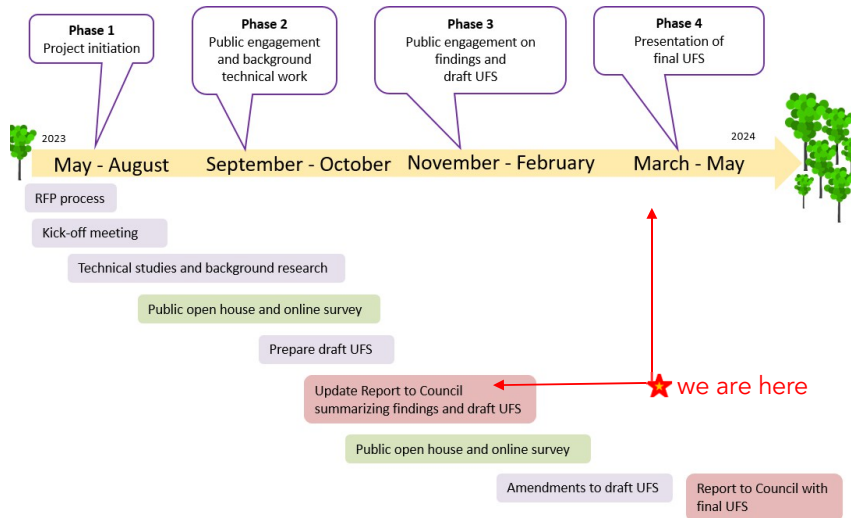 Phase 1
Project initiation
Phase 2
Public engagement
and background
technical work
Phase 3
Public engagement on
findings and
draft UFS
Phase 4
Presentation of
final UFS
2023
2024
May - August
September - October
November - February
March - May
RFP process
Kick-off meeting
Technical studies and background research
Public open house and online survey
Prepare draft UFS
Update Report to Council
summarizing findings and draft UFS
we are here
Public open house and online survey
Amendments to draft UFS
Report to Council with
final UFS